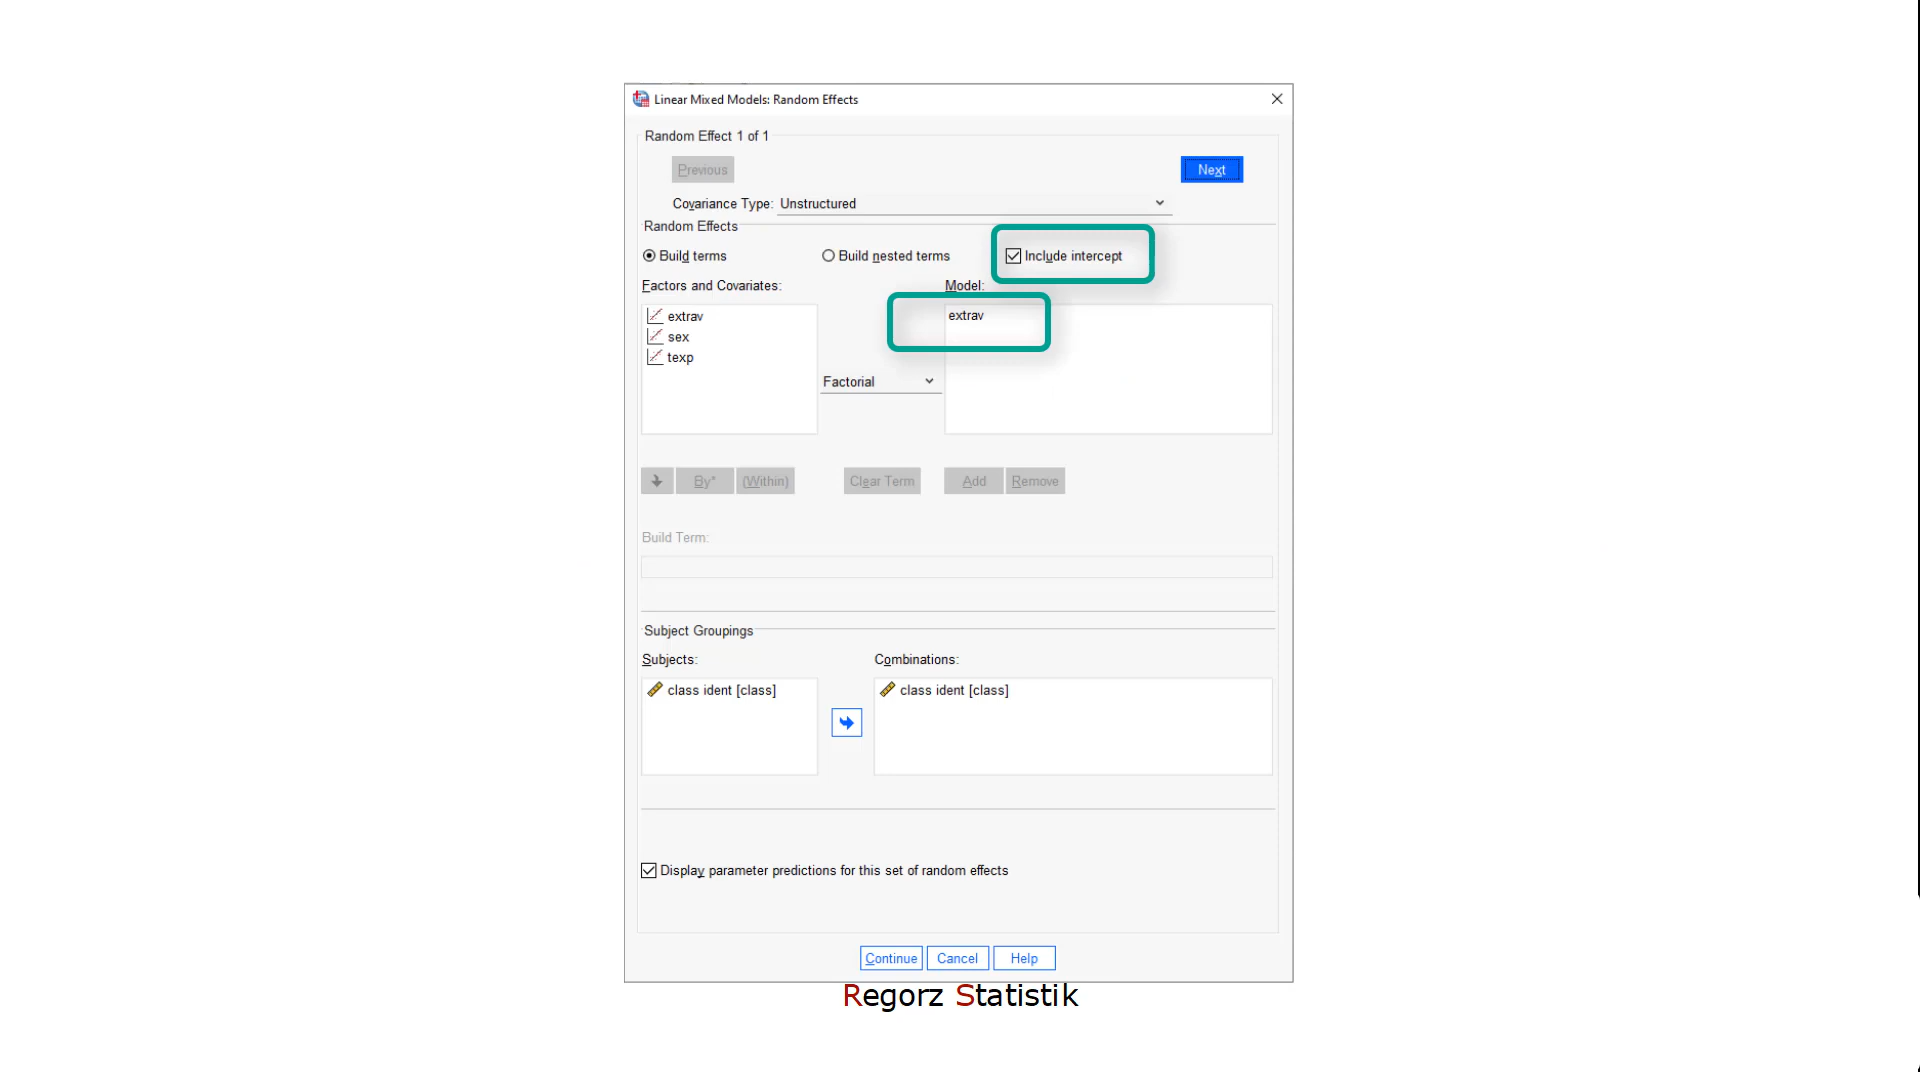 Linear Mixed Models: Random Effects
Random Effect 1 of 1
Previous
Next
Covariance Type: Unstructured
Random Effects
Build terms
Build nested terms
Include intercept
Factors and Covariates:
Model:
extrav
sex
texp
Factorial
extrav
By*
(Within)
Clear Term
Add
Remove
Build Term:
Subject Groupings
Subjects:
Combinations:
class ident [class]
class ident [class]
Display parameter predictions for this set of random effects
Continue
Cancel
Help
Regorz Statistik